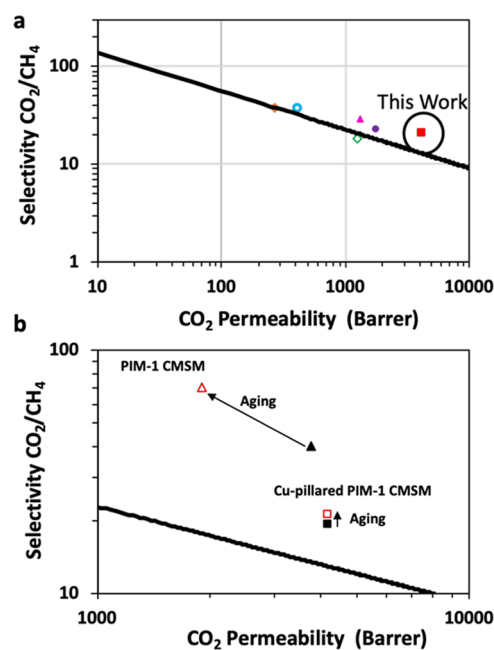 a
Selectivity CO₂/CH₄
100
10
1
This Work
10
100
1000
10000
CO₂ Permeability (Barrer)
b
Selectivity CO₂/CH₄
100
10
PIM-1 CMSM
Aging
Cu-pillared PIM-1 CMSM
Aging
1000
10000
CO₂ Permeability (Barrer)